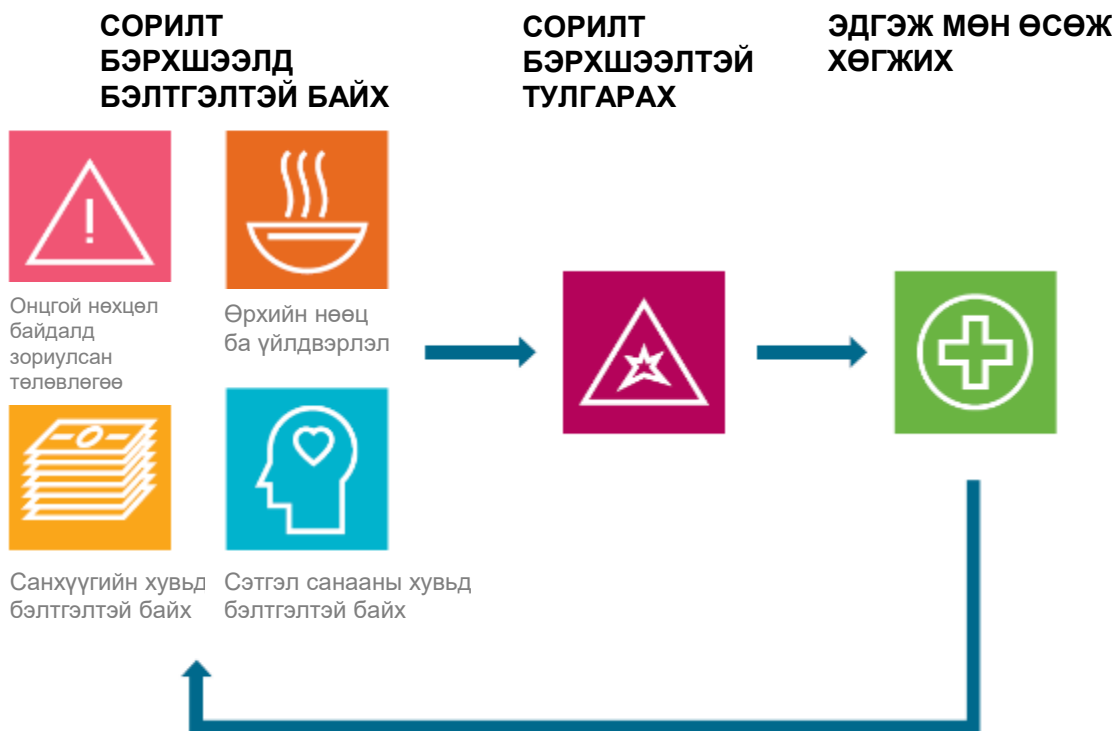 СОРИЛТ
БЭРХШЭЭЛД
БЭЛТГЭЛТЭЙ БАЙХ
СОРИЛТ
БЭРХШЭЭЛТЭЙ
ТУЛГАРАХ
ЭДГЭЖ МӨН ӨСӨЖ
ХӨГЖИХ
Онцгой нөхцөл
байдалд
зориулсан
төлөвлөгөө
Өрхийн нөөц
ба үйлдвэрлэл
Санхүүгийн хувьд
бэлтгэлтэй байх
Сэтгэл санааны хувьд
бэлтгэлтэй байх